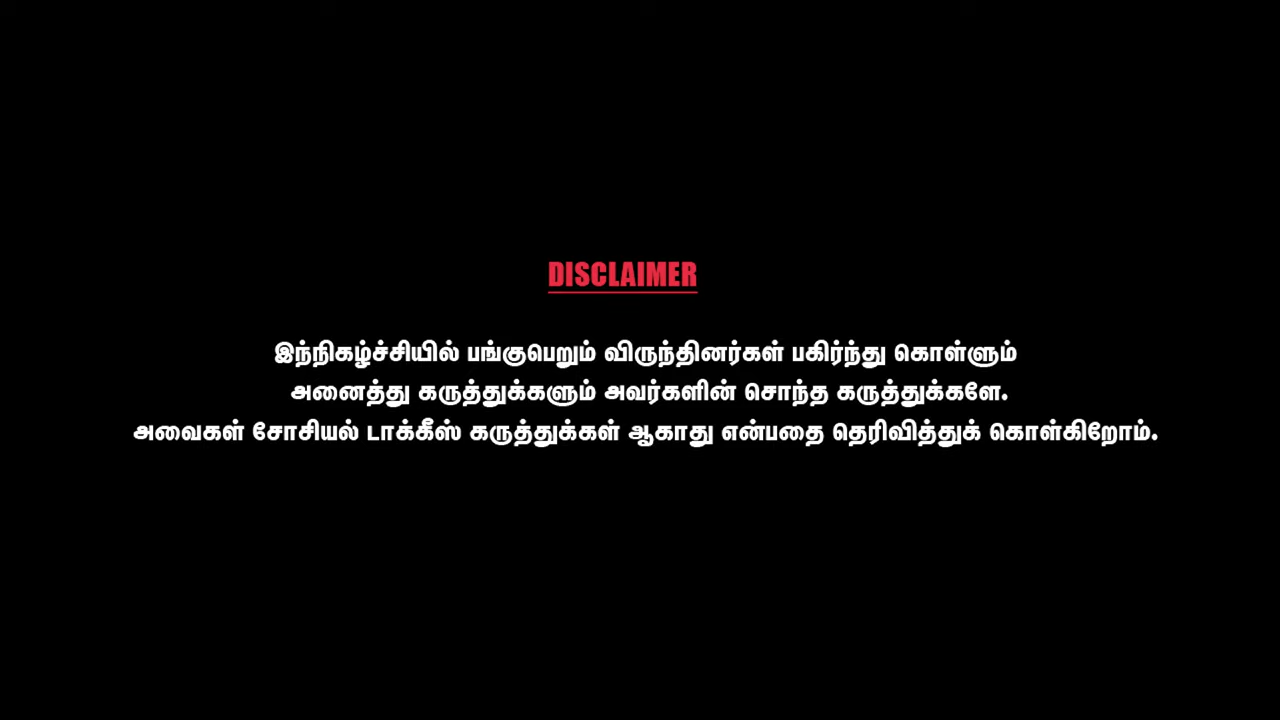 DISCLAIMER
இந்நிகழ்ச்சியில் பங்குபெறும் விருந்தினர்கள் பகிர்ந்து கொள்ளும்
அனைத்து கருத்துக்களும் அவர்களின் சொந்த கருத்துக்களே.
அவைகள் சோசியல் டாக்கீஸ் கருத்துக்கள் ஆகாது என்பதை தெரிவித்துக் கொள்கிறோம்.